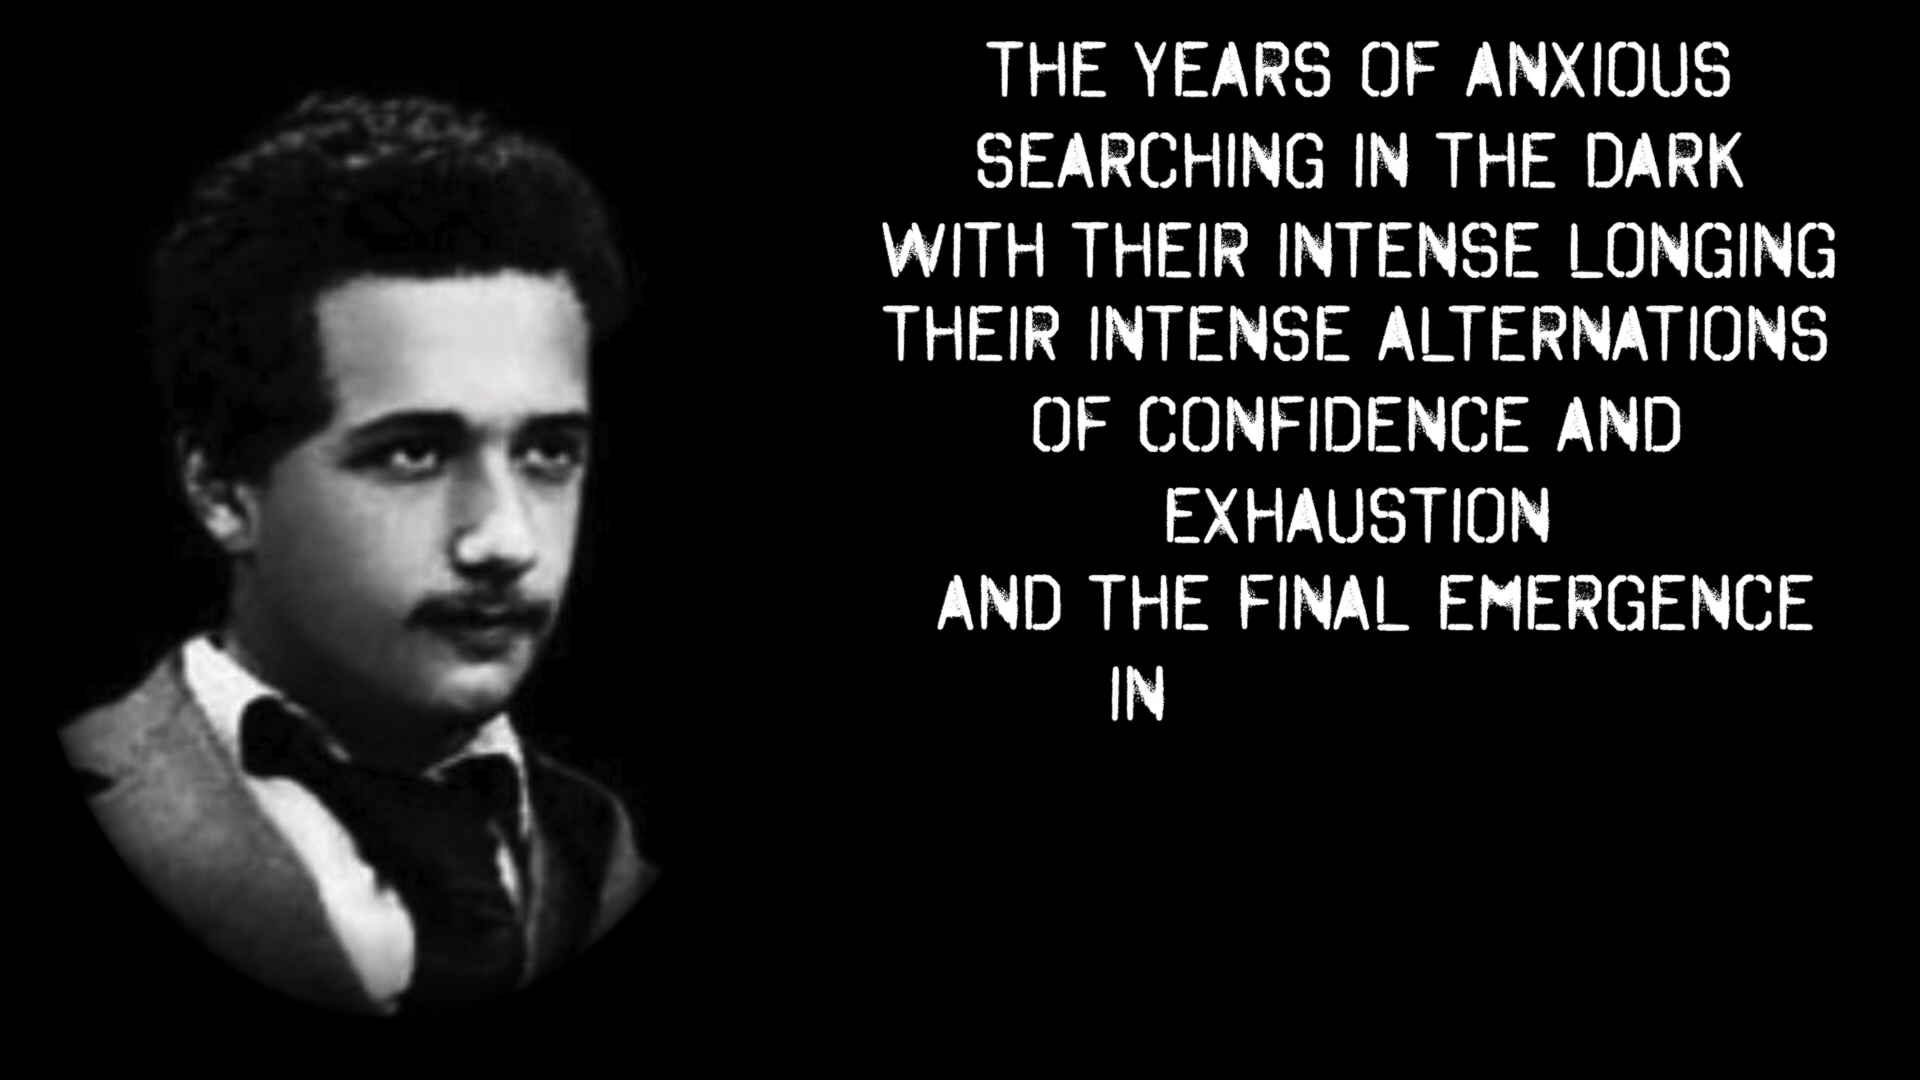 THE YEARS OF ANXIOUS
SEARCHING IN THE DARK
WITH THEIR INTENSE LONGING
THEIR INTENSE ALTERNATIONS
OF CONFIDENCE AND
EXHAUSTION
AND THE FINAL EMERGENCE
IN